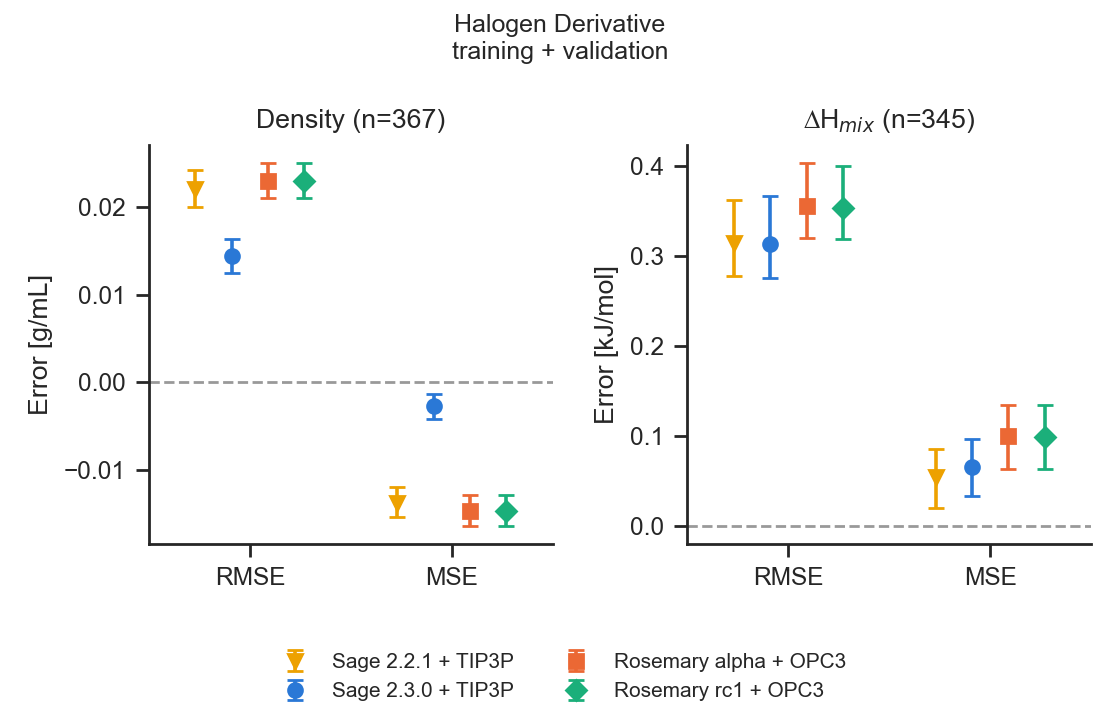 Halogen Derivative
training + validation
Density (n=367)
ΔH_mix (n=345)
Error [g/mL]
0.02
0.01
0.00
−0.01
RMSE
MSE
Error [kJ/mol]
0.4
0.3
0.2
0.1
0.0
RMSE
MSE
Sage 2.2.1 + TIP3P
Sage 2.3.0 + TIP3P
Rosemary alpha + OPC3
Rosemary rc1 + OPC3